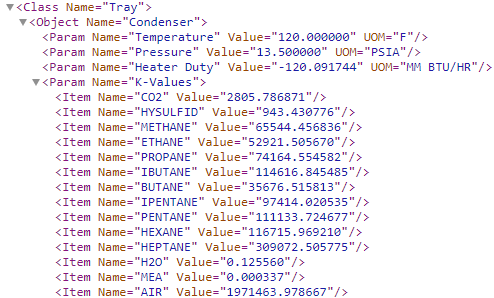 <Class Name="Tray">
<Object Name="Condenser">
<Param Name="Temperature" Value="120.000000" UOM="F"/>
<Param Name="Pressure" Value="13.500000" UOM="PSIA"/>
<Param Name="Heater Duty" Value="-120.091744" UOM="MM BTU/HR"/>
<Param Name="K-Values">
<Item Name="CO2" Value="2805.786871"/>
<Item Name="HYSULFID" Value="943.430776"/>
<Item Name="METHANE" Value="65544.456836"/>
<Item Name="ETHANE" Value="52921.505670"/>
<Item Name="PROPANE" Value="74164.554582"/>
<Item Name="IBUTANE" Value="114616.845485"/>
<Item Name="BUTANE" Value="35676.515813"/>
<Item Name="IPENTANE" Value="97414.020535"/>
<Item Name="PENTANE" Value="111133.724677"/>
<Item Name="HEXANE" Value="116715.969210"/>
<Item Name="HEPTANE" Value="309072.505775"/>
<Item Name="H2O" Value="0.125560"/>
<Item Name="MEA" Value="0.000337"/>
<Item Name="AIR" Value="1971463.978667"/>